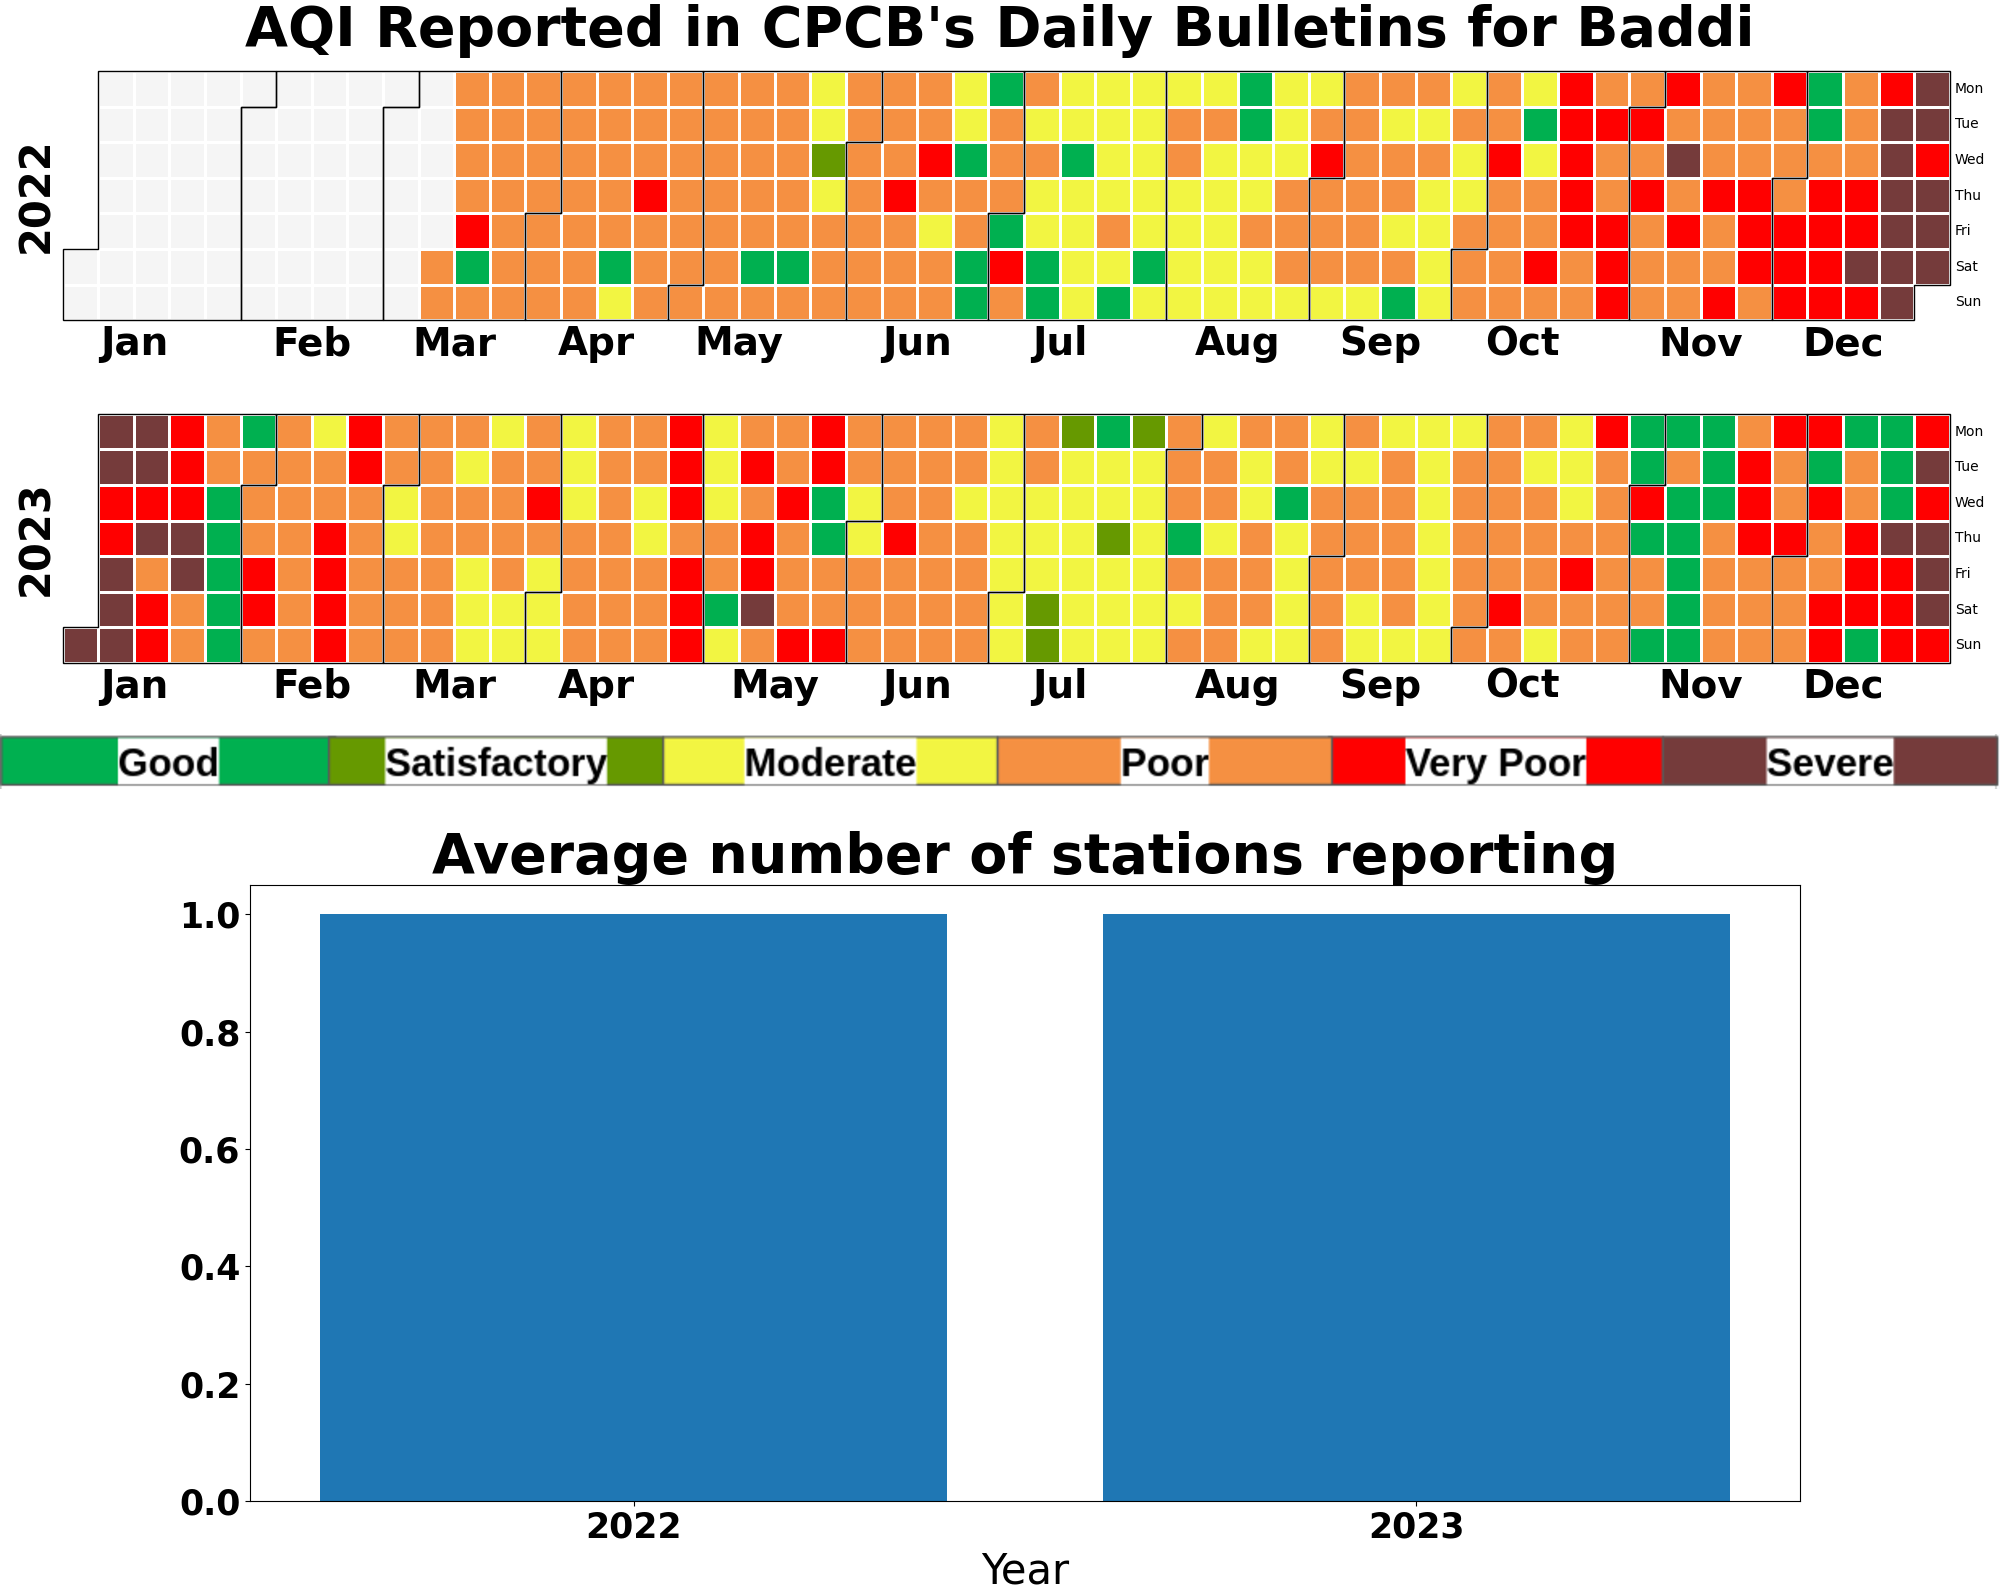 AQI Reported in CPCB's Daily Bulletins for Baddi
2022
Mon
Tue
Wed
Thu
Fri
Sat
Sun
Jan Feb Mar Apr May Jun Jul Aug Sep Oct Nov Dec
2023
Mon
Tue
Wed
Thu
Fri
Sat
Sun
Jan Feb Mar Apr May Jun Jul Aug Sep Oct Nov Dec
Good Satisfactory Moderate Poor Very Poor Severe
Average number of stations reporting
1.0
0.8
0.6
0.4
0.2
0.0
2022 2023
Year